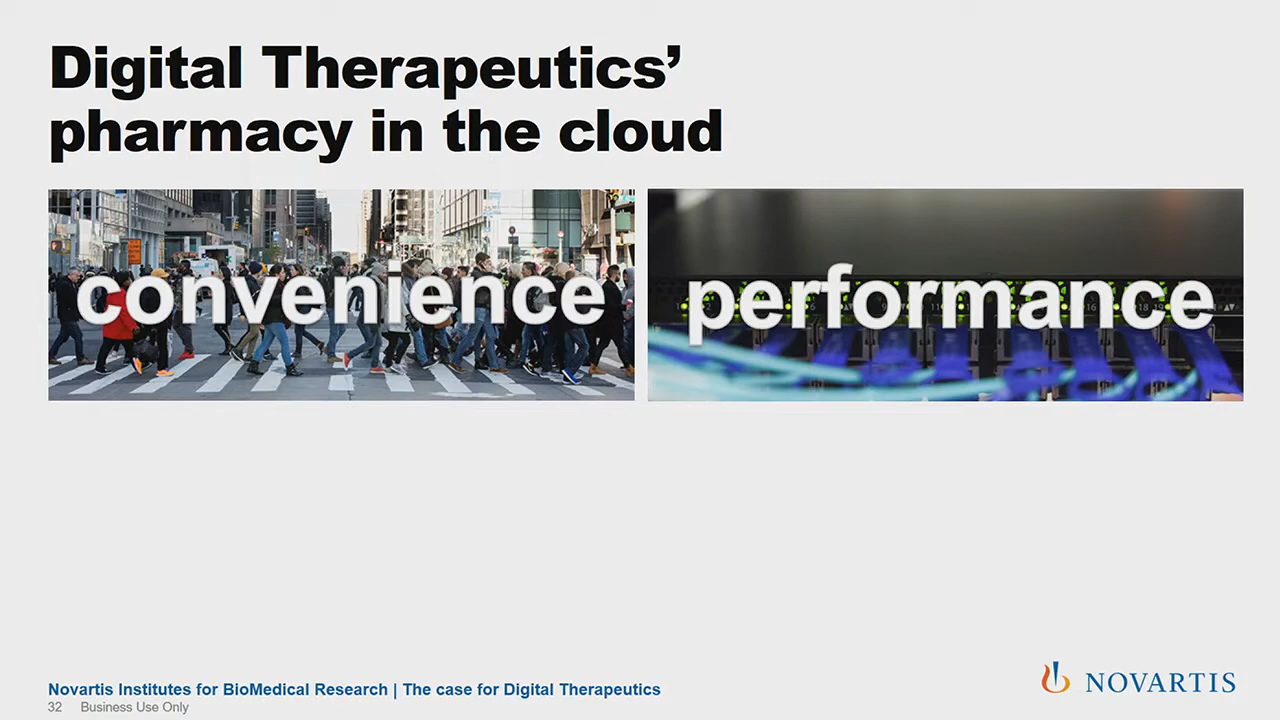 Digital Therapeutics’
pharmacy in the cloud
convenience
performance
Novartis Institutes for BioMedical Research | The case for Digital Therapeutics
32 Business Use Only
NOVARTIS